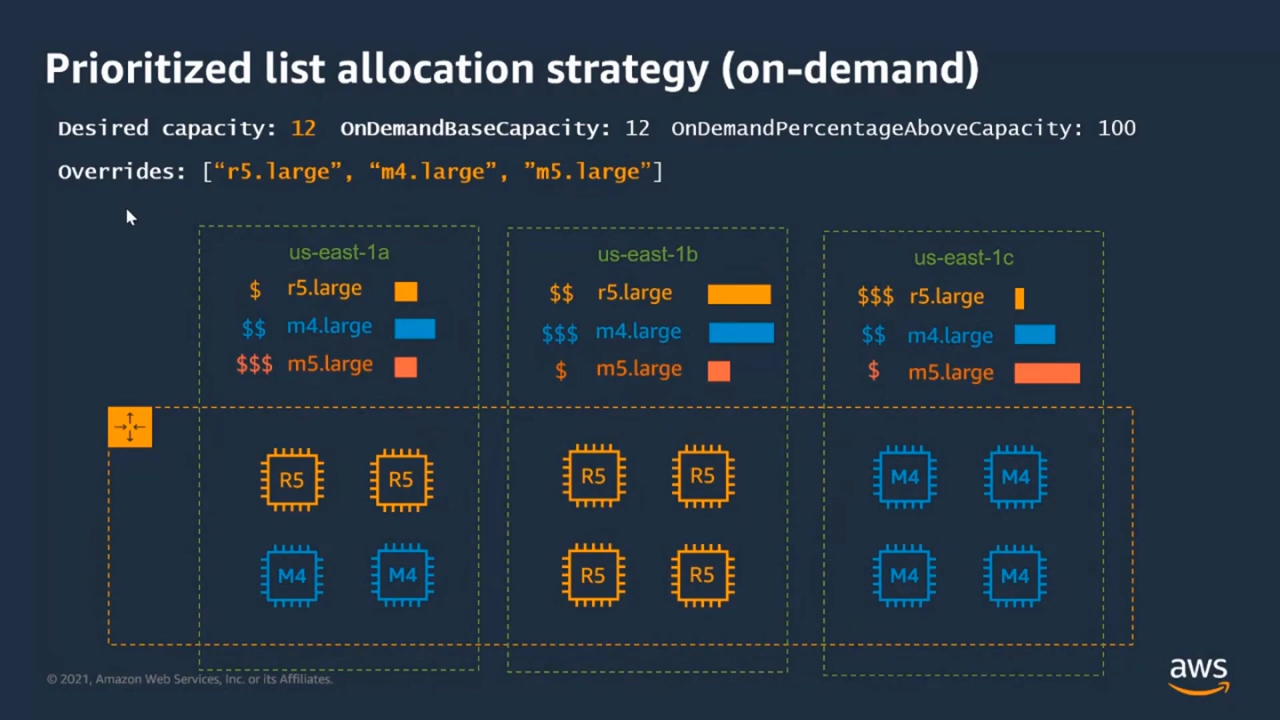 Prioritized list allocation strategy (on-demand)
Desired capacity: 12 OnDemandBaseCapacity: 12 OnDemandPercentageAboveCapacity: 100
Overrides: [“r5.large”, “m4.large”, ”m5.large”]
us-east-1a
$ r5.large
$$ m4.large
$$$ m5.large
us-east-1b
$$ r5.large
$$$ m4.large
$ m5.large
us-east-1c
$$$ r5.large
$$ m4.large
$ m5.large
R5 R5 R5 R5 M4 M4
M4 M4 R5 R5 M4 M4
© 2021, Amazon Web Services, Inc. or its Affiliates.
aws